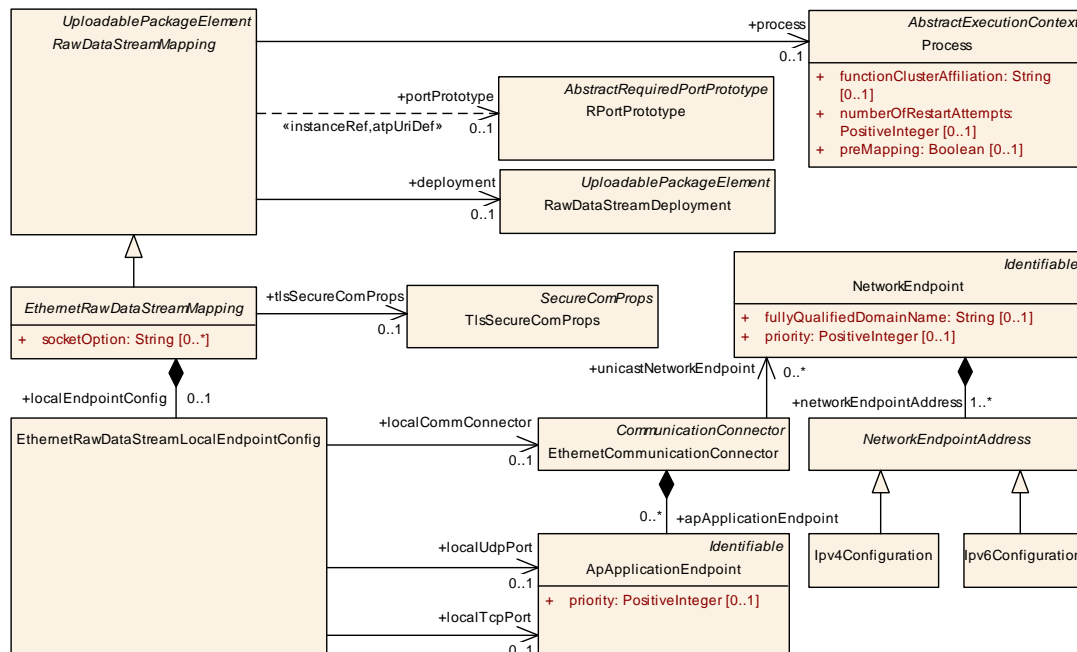 UploadablePackageElement
RawDataStreamMapping
+process
0..1
AbstractExecutionContext
Process
+ functionClusterAffiliation: String
[0..1]
+ numberOfRestartAttempts:
PositiveInteger [0..1]
+ preMapping: Boolean [0..1]
+portPrototype
«instanceRef,atpUriDef»
0..1
AbstractRequiredPortPrototype
RPortPrototype
+deployment
0..1
UploadablePackageElement
RawDataStreamDeployment
EthernetRawDataStreamMapping
+ socketOption: String [0..*]
+tlsSecureComProps
0..1
SecureComProps
TlsSecureComProps
Identifiable
NetworkEndpoint
+ fullyQualifiedDomainName: String [0..1]
+ priority: PositiveInteger [0..1]
+localEndpointConfig
0..1
+unicastNetworkEndpoint
0..*
+networkEndpointAddress
1..*
EthernetRawDataStreamLocalEndpointConfig
+localCommConnector
0..1
CommunicationConnector
EthernetCommunicationConnector
NetworkEndpointAddress
0..*
+apApplicationEndpoint
+localUdpPort
0..1
Identifiable
ApApplicationEndpoint
+ priority: PositiveInteger [0..1]
Ipv4Configuration
Ipv6Configuration
+localTcpPort
0..1